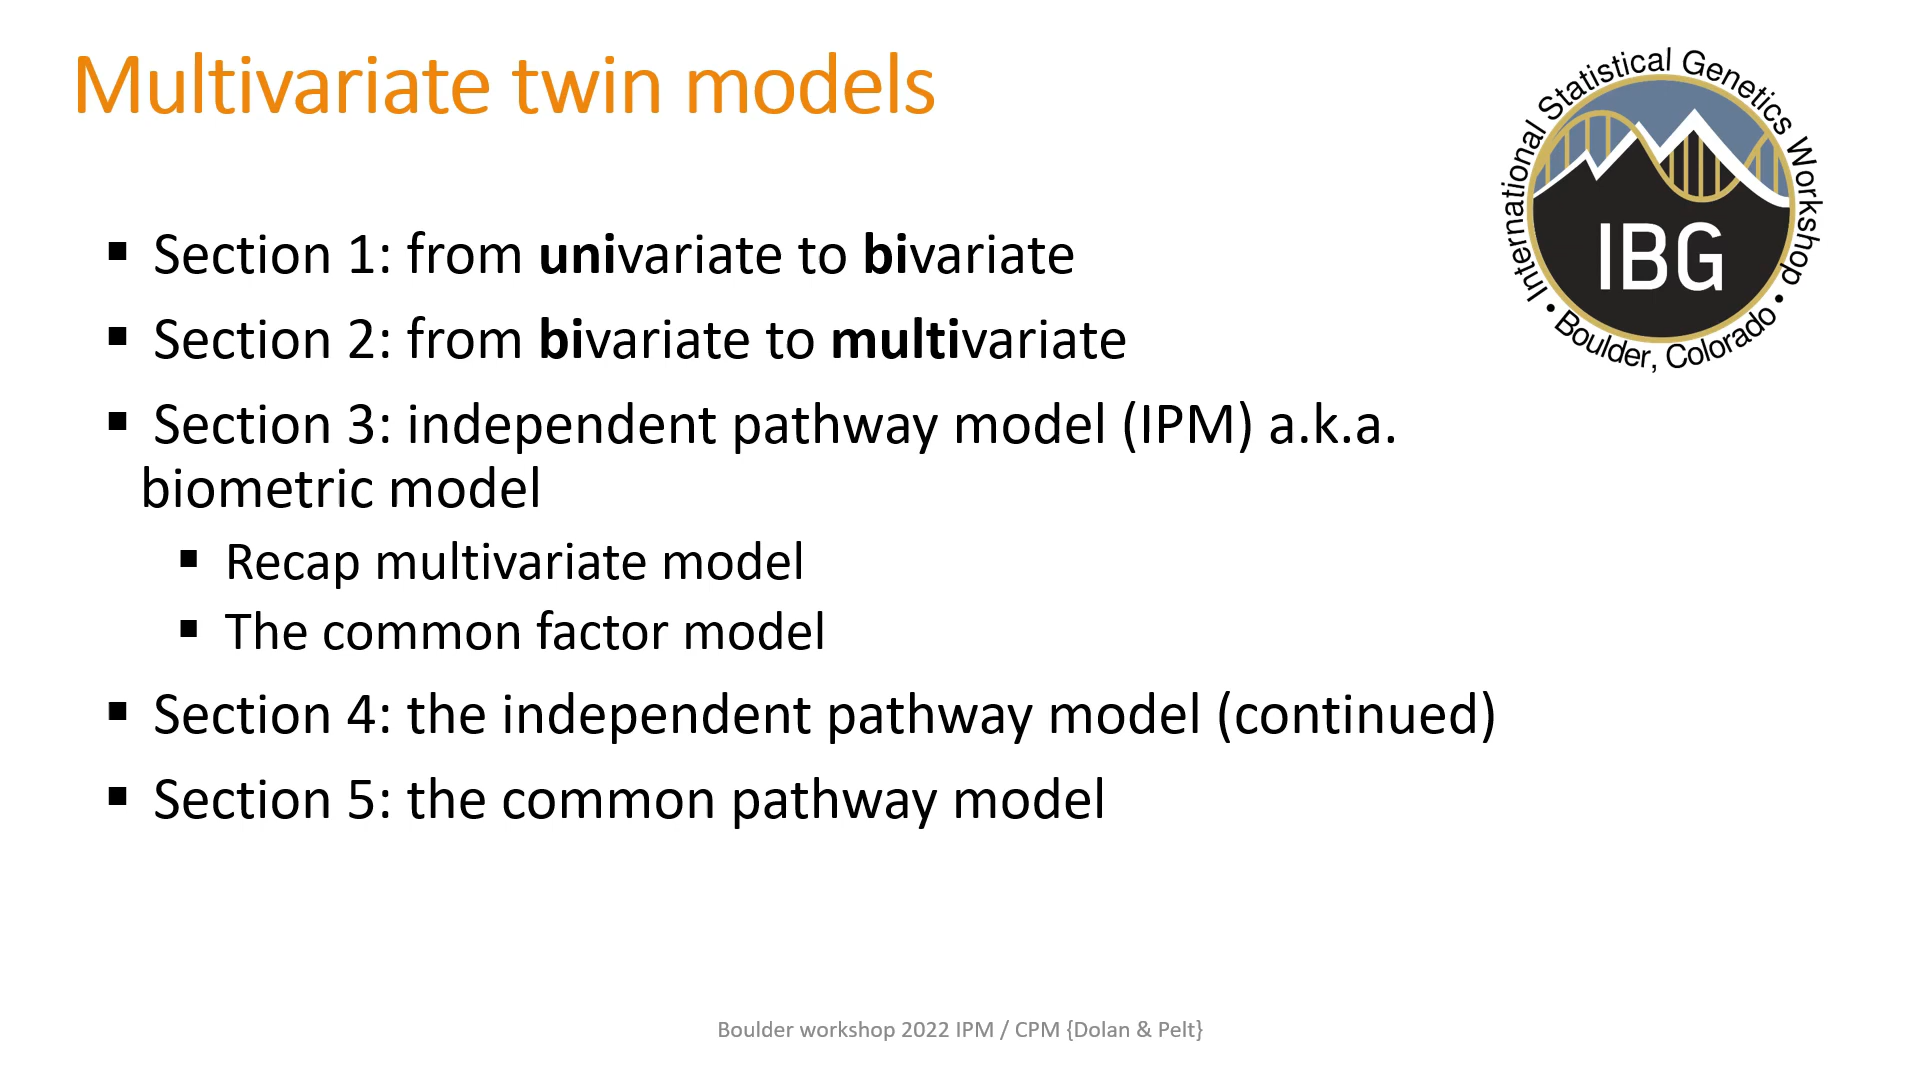 Multivariate twin models
International Statistical Genetics Workshop • Boulder, Colorado •
IBG
▪ Section 1: from univariate to bivariate
▪ Section 2: from bivariate to multivariate
▪ Section 3: independent pathway model (IPM) a.k.a.
biometric model
▪ Recap multivariate model
▪ The common factor model
▪ Section 4: the independent pathway model (continued)
▪ Section 5: the common pathway model
Boulder workshop 2022 IPM / CPM {Dolan & Pelt}